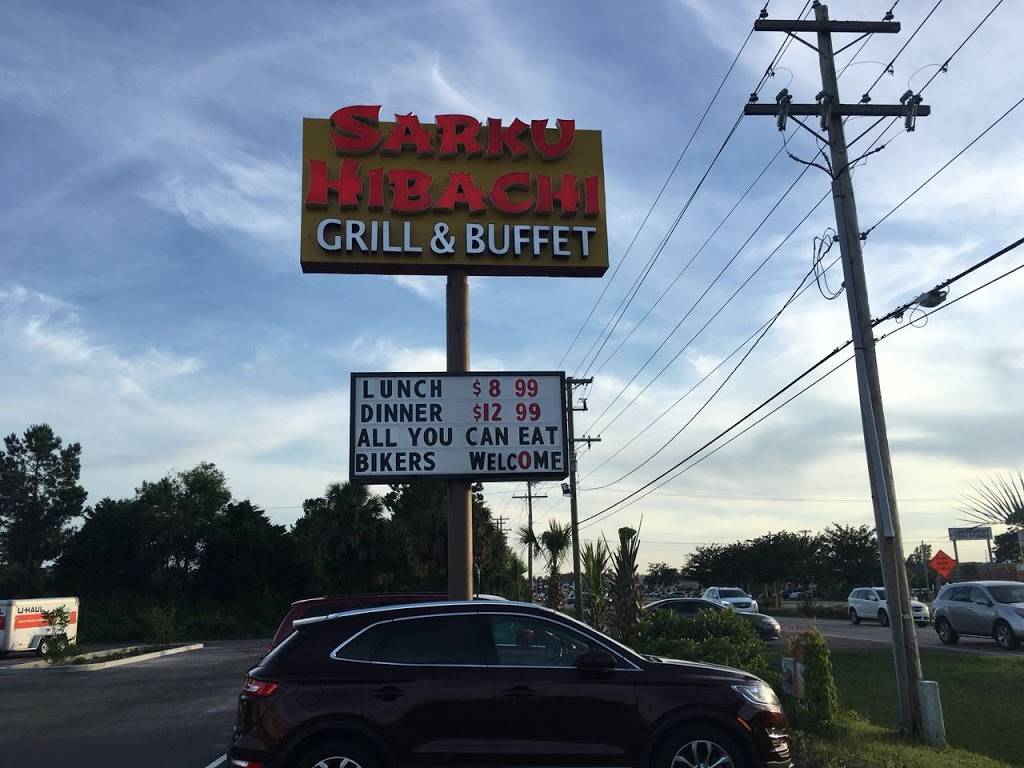 SARKU
HIBACHI
GRILL & BUFFET
LUNCH $8 99
DINNER $12 99
ALL YOU CAN EAT
BIKERS WELCOME
U-HAUL